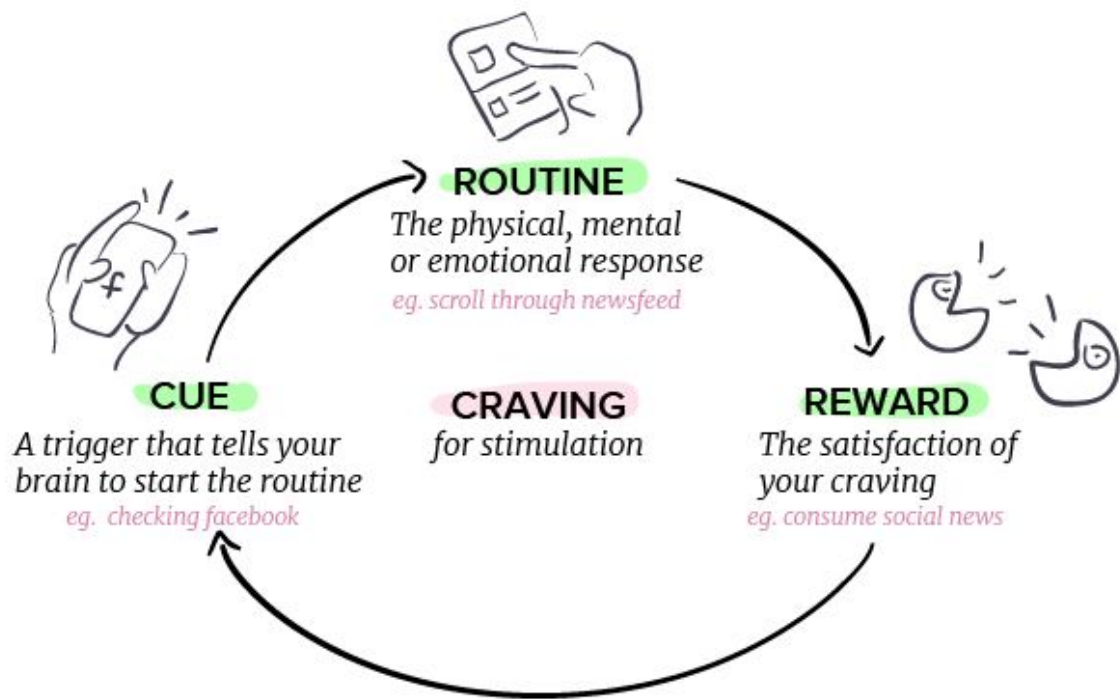 ROUTINE
The physical, mental
or emotional response
eg. scroll through newsfeed
f
CUE
A trigger that tells your
brain to start the routine
eg. checking facebook
CRAVING
for stimulation
REWARD
The satisfaction of
your craving
eg. consume social news